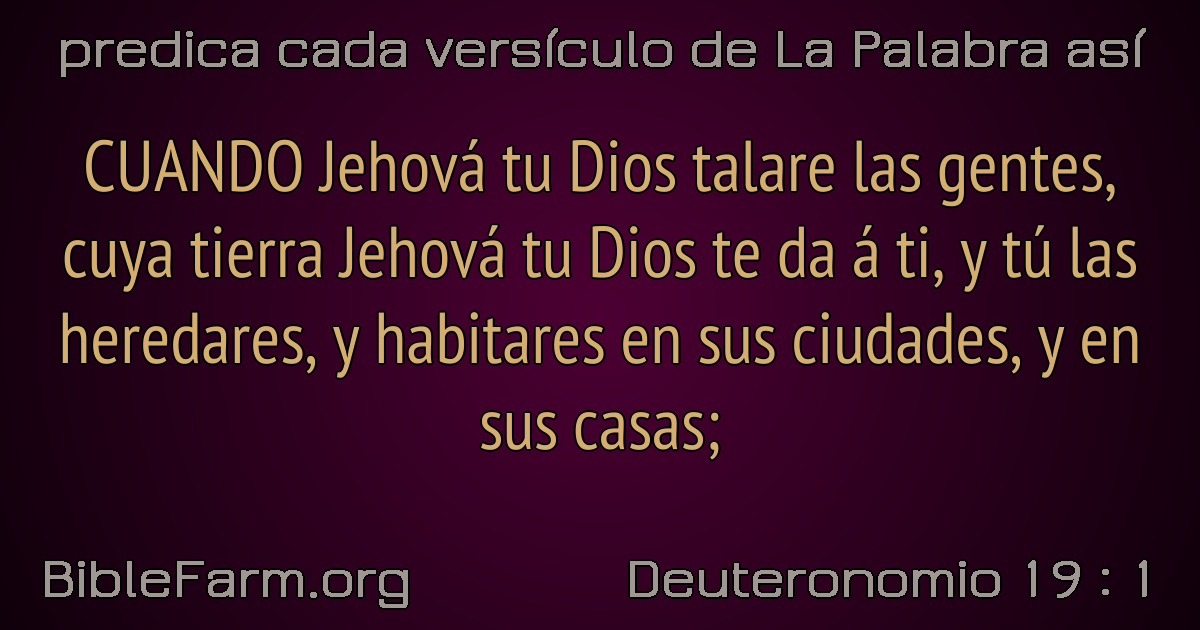 predica cada versículo de La Palabra así
CUANDO Jehová tu Dios talare las gentes,
cuya tierra Jehová tu Dios te da á ti, y tú las
heredares, y habitares en sus ciudades, y en
sus casas;
BibleFarm.org
Deuteronomio 19 : 1